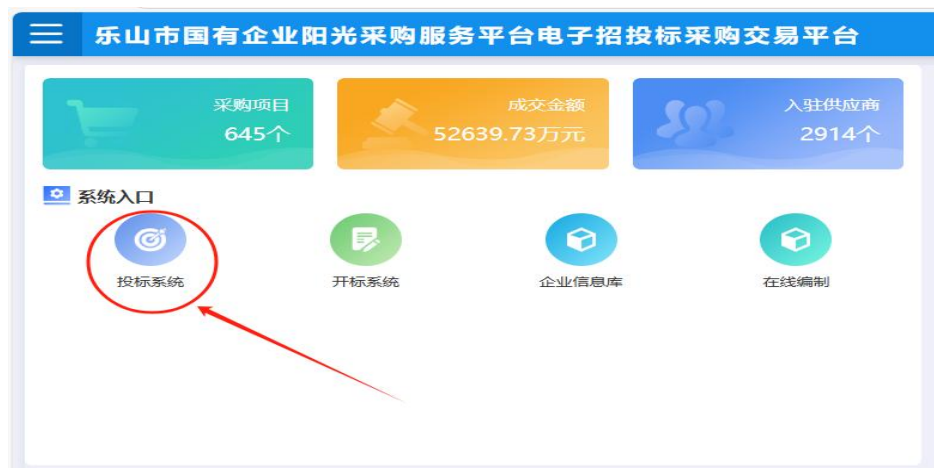 乐山市国有企业阳光采购服务平台电子招投标采购交易平台
采购项目
645个
成交金额
52639.73万元
入驻供应商
2914个
系统入口
投标系统
开标系统
企业信息库
在线编制